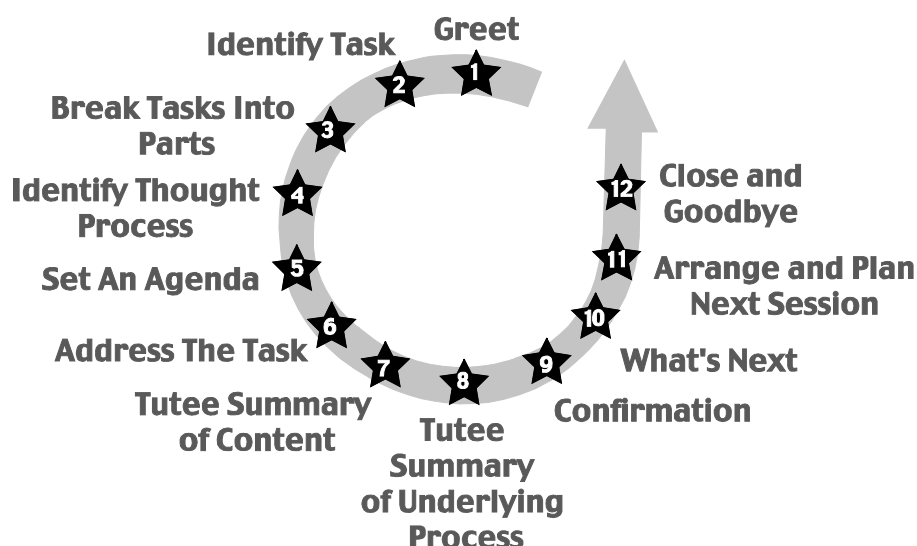 1
Greet
2
Identify Task
3
Break Tasks Into
Parts
4
Identify Thought
Process
5
Set An Agenda
6
Address The Task
7
Tutee Summary
of Content
8
Tutee
Summary
of Underlying
Process
9
Confirmation
10
What's Next
11
Arrange and Plan
Next Session
12
Close and
Goodbye